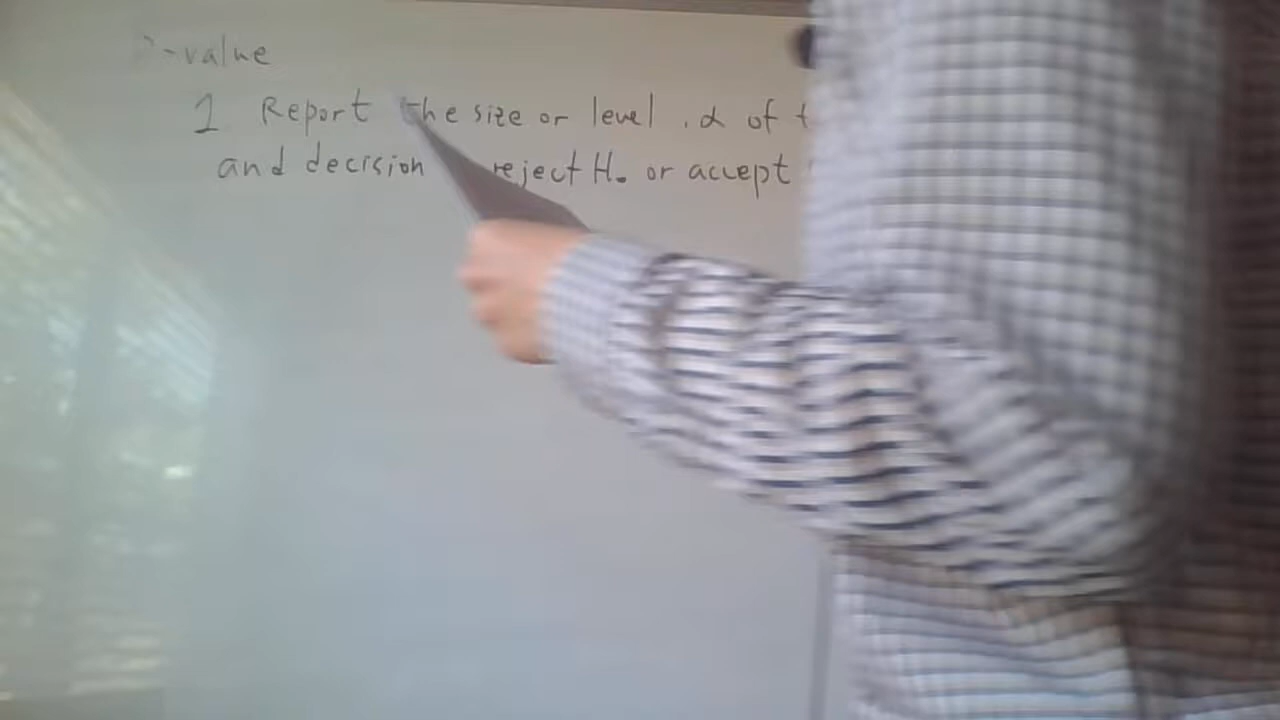 -value
1 Report the size or level . α of
and decision reject H₀ or accept